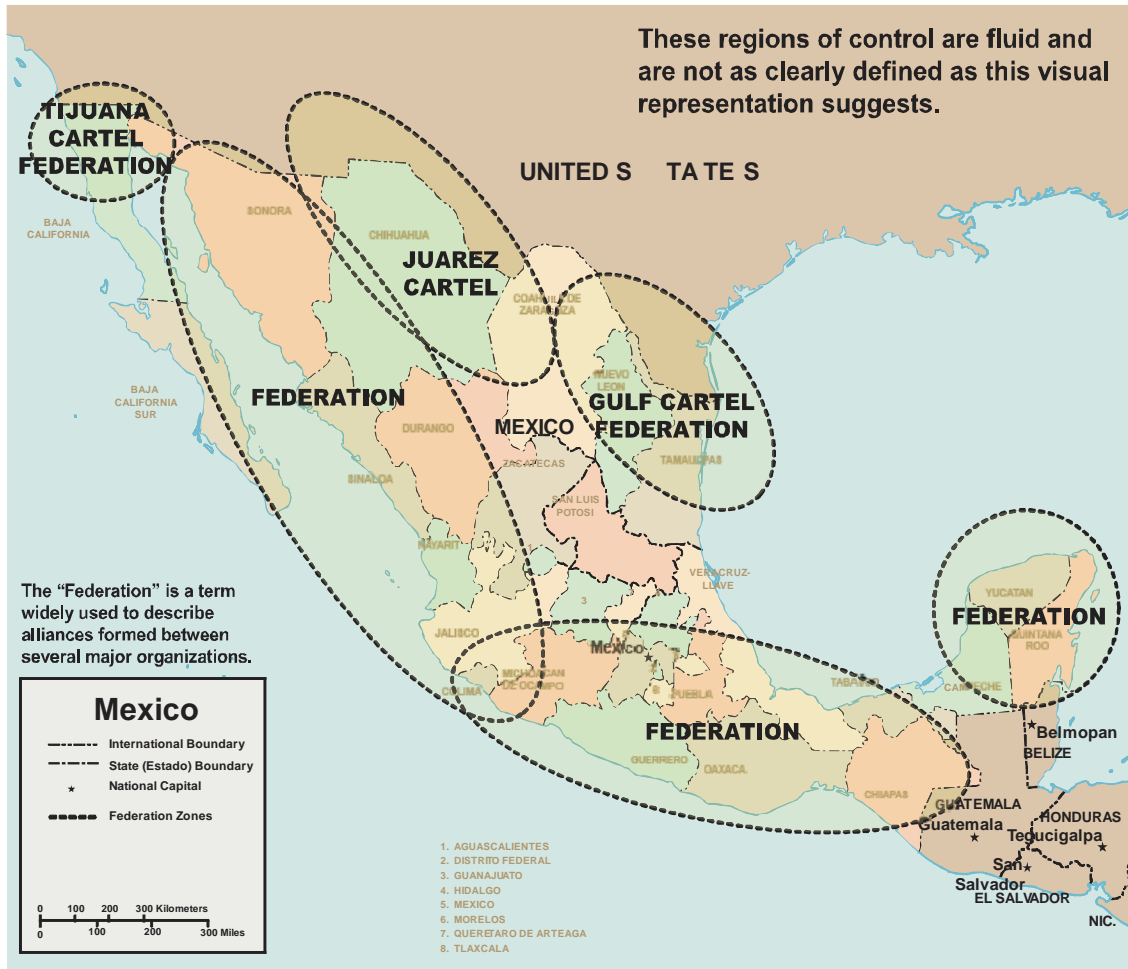 These regions of control are fluid and
are not as clearly defined as this visual
representation suggests.
TIJUANA
CARTEL
FEDERATION
UNITED S TA TE S
SONORA
BAJA
CALIFORNIA
CHIHUAHUA
JUAREZ
CARTEL
COAHUILA DE
ZARAGOZA
NUEVO
LEON
BAJA
CALIFORNIA
SUR
FEDERATION
GULF CARTEL
FEDERATION
DURANGO
MEXICO
ZACATECAS
TAMAULIPAS
SINALOA
SAN LUIS
POTOSI
NAYARIT
1
VERACRUZ-
LLAVE
The “Federation” is a term
widely used to describe
alliances formed between
several major organizations.
YUCATAN
FEDERATION
QUINTANA
ROO
3
JALISCO
Mexico
MICHOACAN
DE OCAMPO
COLIMA
PUEBLA
TABASCO
CAMPECHE
FEDERATION
GUERRERO
OAXACA
CHIAPAS
Belmopan
BELIZE
GUATEMALA
Guatemala
HONDURAS
Tegucigalpa
San
Salvador
EL SALVADOR
NIC.
Mexico
International Boundary
State (Estado) Boundary
National Capital
Federation Zones
0 100 200 300 Kilometers
0 100 200 300 Miles
1. AGUASCALIENTES
2. DISTRITO FEDERAL
3. GUANAJUATO
4. HIDALGO
5. MEXICO
6. MORELOS
7. QUERETARO DE ARTEAGA
8. TLAXCALA